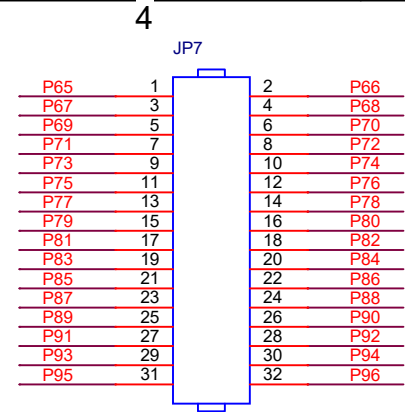 4
JP7
P65 1 2 P66
P67 3 4 P68
P69 5 6 P70
P71 7 8 P72
P73 9 10 P74
P75 11 12 P76
P77 13 14 P78
P79 15 16 P80
P81 17 18 P82
P83 19 20 P84
P85 21 22 P86
P87 23 24 P88
P89 25 26 P90
P91 27 28 P92
P93 29 30 P94
P95 31 32 P96